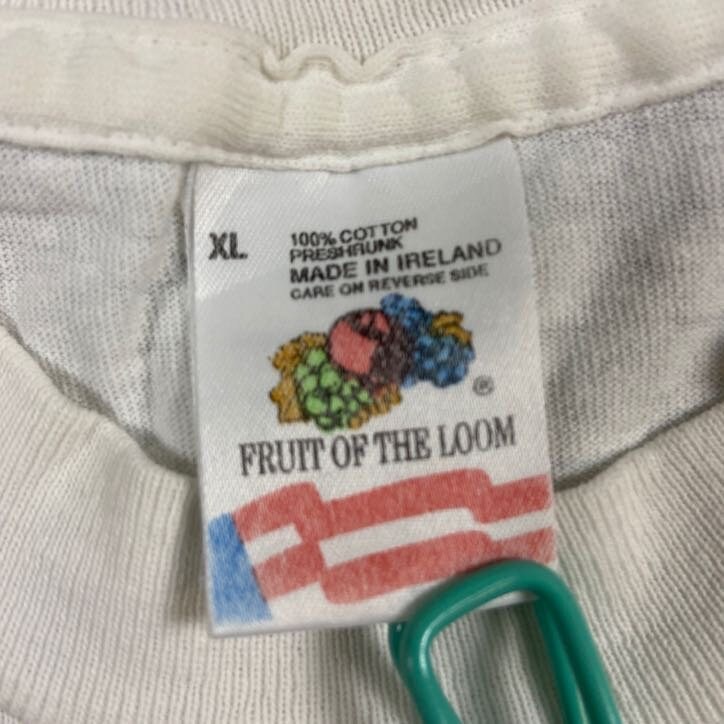 XL
100% COTTON
PRESHRUNK
MADE IN IRELAND
CARE ON REVERSE SIDE
®
FRUIT OF THE LOOM